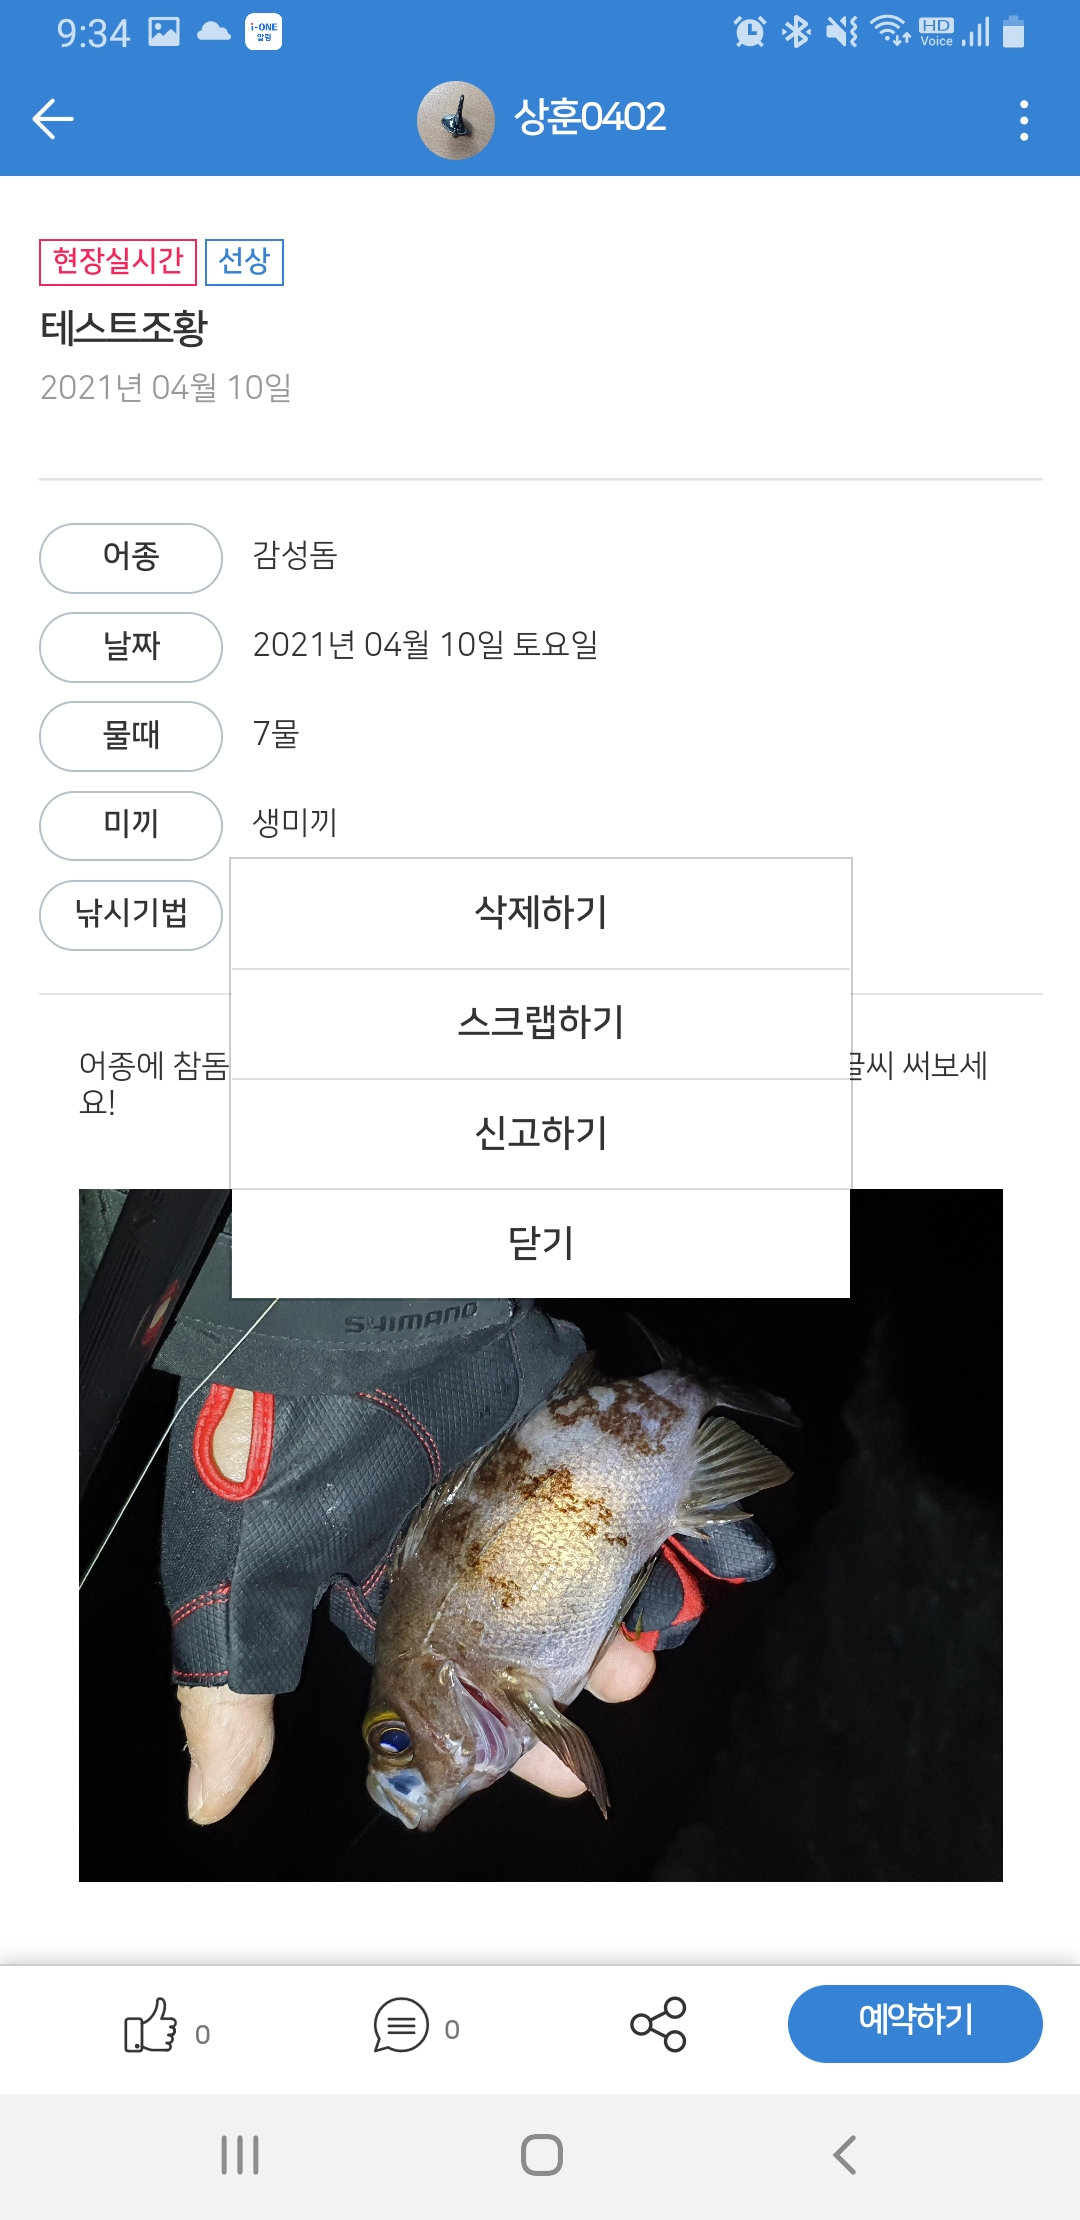 9:34
i-ONE
알림
HD
Voice
상훈0402
현장실시간 선상
테스트조황
2021년 04월 10일
어종 감성돔
날짜 2021년 04월 10일 토요일
물때 7물
미끼 생미끼
낚시기법
삭제하기
스크랩하기
어종에 참돔 글씨 써보세
요!
신고하기
닫기
SHIMANO
0
0
예약하기